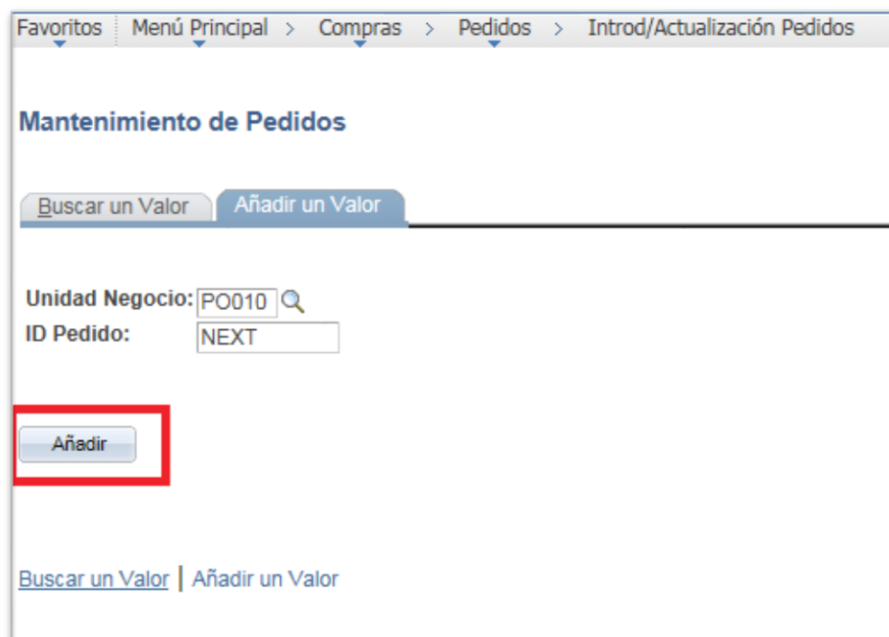 Favoritos Menú Principal > Compras > Pedidos > Introd/Actualización Pedidos
Mantenimiento de Pedidos
Buscar un Valor Añadir un Valor
Unidad Negocio: PO010
ID Pedido: NEXT
Añadir
Buscar un Valor | Añadir un Valor